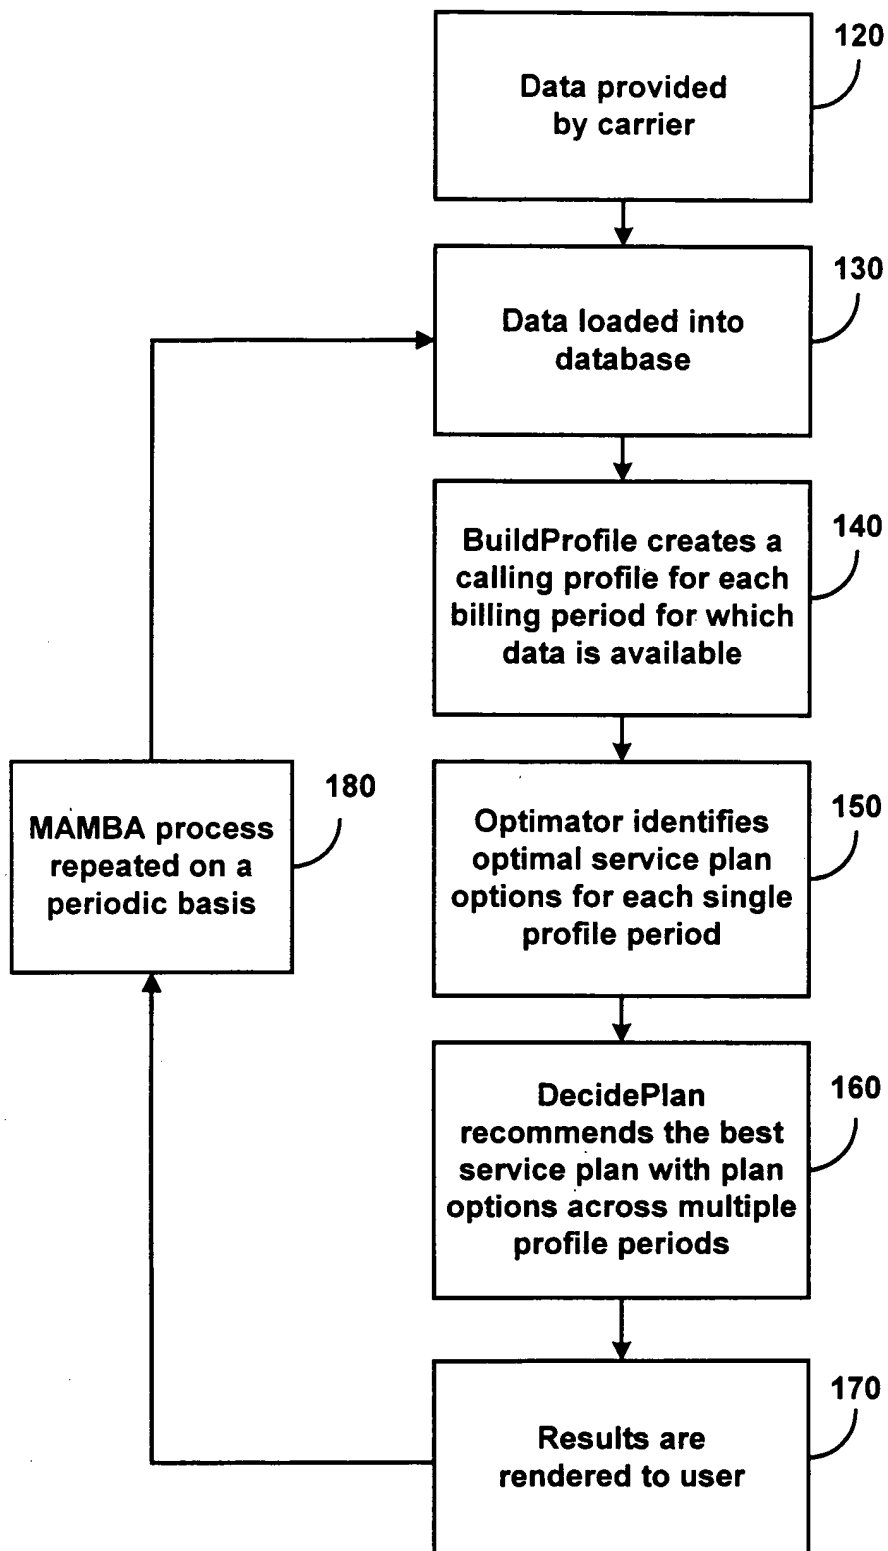 120
Data provided
by carrier
130
Data loaded into
database
140
BuildProfile creates a
calling profile for each
billing period for which
data is available
150
Optimator identifies
optimal service plan
options for each single
profile period
160
DecidePlan
recommends the best
service plan with plan
options across multiple
profile periods
170
Results are
rendered to user
180
MAMBA process
repeated on a
periodic basis